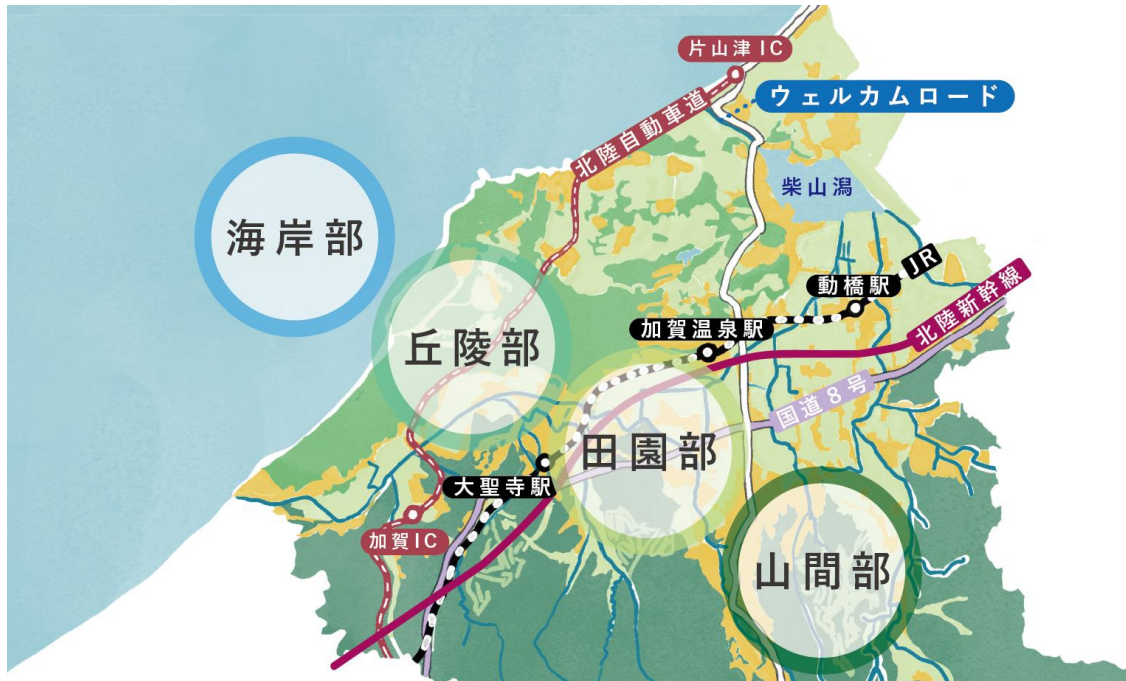 片山津IC
ウェルカムロード
北陸自動車道
柴山潟
海岸部
JR
動橋駅
北陸新幹線
加賀温泉駅
丘陵部
国道8号
田園部
大聖寺駅
加賀IC
山間部